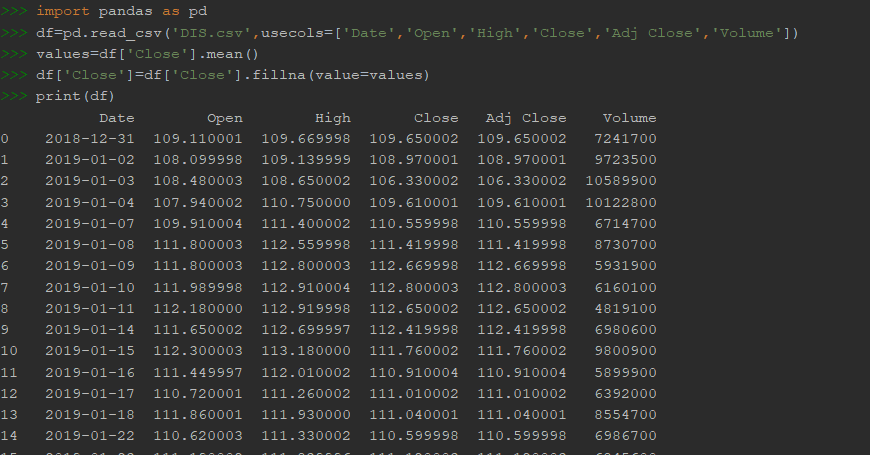 >>> import pandas as pd
>>> df=pd.read_csv('DIS.csv',usecols=['Date','Open','High','Close','Adj Close','Volume'])
>>> values=df['Close'].mean()
>>> df['Close']=df['Close'].fillna(value=values)
>>> print(df)
Date Open High Close Adj Close Volume
0 2018-12-31 109.110001 109.669998 109.650002 109.650002 7241700
1 2019-01-02 108.099998 109.139999 108.970001 108.970001 9723500
2 2019-01-03 108.480003 108.650002 106.330002 106.330002 10589900
3 2019-01-04 107.940002 110.750000 109.610001 109.610001 10122800
4 2019-01-07 109.910004 111.400002 110.559998 110.559998 6714700
5 2019-01-08 111.800003 112.559998 111.419998 111.419998 8730700
6 2019-01-09 111.800003 112.800003 112.669998 112.669998 5931900
7 2019-01-10 111.989998 112.910004 112.800003 112.800003 6160100
8 2019-01-11 112.180000 112.919998 112.650002 112.650002 4819100
9 2019-01-14 111.650002 112.699997 112.419998 112.419998 6980600
10 2019-01-15 112.300003 113.180000 111.760002 111.760002 9800900
11 2019-01-16 111.449997 112.010002 110.910004 110.910004 5899900
12 2019-01-17 110.720001 111.260002 111.010002 111.010002 6392000
13 2019-01-18 111.860001 111.930000 111.040001 111.040001 8554700
14 2019-01-22 110.620003 111.330002 110.599998 110.599998 6986700